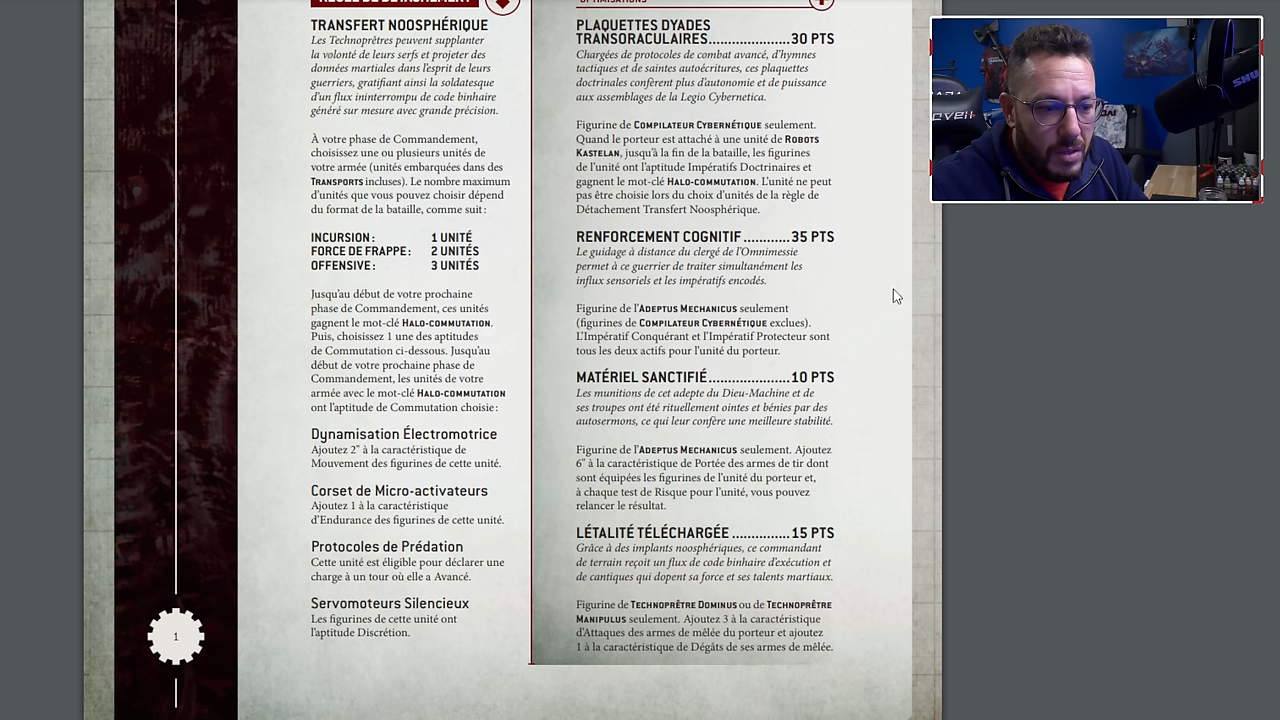 TRANSFERT NOOSPHÉRIQUE
Les Technoprêtres peuvent supplanter
la volonté de leurs serfs et projeter des
données martiales dans l'esprit de leurs
guerriers, gratifiant ainsi la soldatesque
d'un flux ininterrompu de code binhaire
généré sur mesure avec grande précision.
À votre phase de Commandement,
choisissez une ou plusieurs unités de
votre armée (unités embarquées dans des
TRANSPORTS incluses). Le nombre maximum
d'unités que vous pouvez choisir dépend
du format de la bataille, comme suit :
INCURSION : 1 UNITÉ
FORCE DE FRAPPE : 2 UNITÉS
OFFENSIVE : 3 UNITÉS
Jusqu'au début de votre prochaine
phase de Commandement, ces unités
gagnent le mot-clé HALO-COMMUTATION.
Puis, choisissez 1 une des aptitudes
de Commutation ci-dessous. Jusqu'au
début de votre prochaine phase de
Commandement, les unités de votre
armée avec le mot-clé HALO-COMMUTATION
ont l'aptitude de Commutation choisie :
Dynamisation Électromotrice
Ajoutez 2" à la caractéristique de
Mouvement des figurines de cette unité.
Corset de Micro-activateurs
Ajoutez 1 à la caractéristique
d'Endurance des figurines de cette unité.
Protocoles de Prédation
Cette unité est éligible pour déclarer une
charge à un tour où elle a Avancé.
Servomoteurs Silencieux
Les figurines de cette unité ont
l'aptitude Discrétion.
1
PLAQUETTES DYADES
TRANSORACULAIRES.....................30 PTS
Chargées de protocoles de combat avancé, d'hymnes
tactiques et de saintes autoécritures, ces plaquettes
doctrinales confèrent plus d'autonomie et de puissance
aux assemblages de la Legio Cybernetica.
Figurine de COMPILATEUR CYBERNÉTIQUE seulement.
Quand le porteur est attaché à une unité de ROBOTS
KASTELAN, jusqu'à la fin de la bataille, les figurines
de l'unité ont l'aptitude Impératifs Doctrinaires et
gagnent le mot-clé HALO-COMMUTATION. L'unité ne peut
pas être choisie lors du choix d'unités de la règle de
Détachement Transfert Noosphérique.
RENFORCEMENT COGNITIF ............35 PTS
Le guidage à distance du clergé de l'Omnimessie
permet à ce guerrier de traiter simultanément les
influx sensoriels et les impératifs encodés.
Figurine de l'ADEPTUS MECHANICUS seulement
(figurines de COMPILATEUR CYBERNÉTIQUE exclues).
L'Impératif Conquérant et l'Impératif Protecteur sont
tous les deux actifs pour l'unité du porteur.
MATÉRIEL SANCTIFIÉ.....................10 PTS
Les munitions de cet adepte du Dieu-Machine et de
ses troupes ont été rituellement ointes et bénies par des
autosermons, ce qui leur confère une meilleure stabilité.
Figurine de l'ADEPTUS MECHANICUS seulement. Ajoutez
6" à la caractéristique de Portée des armes de tir dont
sont équipées les figurines de l'unité du porteur et,
à chaque test de Risque pour l'unité, vous pouvez
relancer le résultat.
LÉTALITÉ TÉLÉCHARGÉE ...............15 PTS
Grâce à des implants noosphériques, ce commandant
de terrain reçoit un flux de code binhaire d'exécution et
de cantiques qui dopent sa force et ses talents martiaux.
Figurine de TECHNOPRÊTRE DOMINUS ou de TECHNOPRÊTRE
MANIPULUS seulement. Ajoutez 3 à la caractéristique
d'Attaques des armes de mêlée du porteur et ajoutez
1 à la caractéristique de Dégâts de ses armes de mêlée.